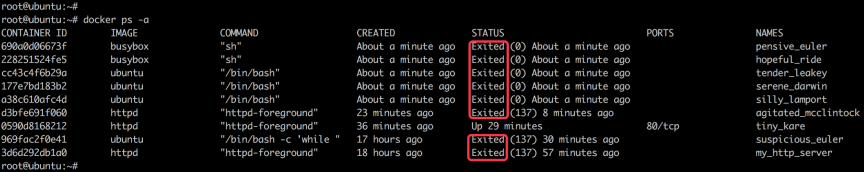 root@ubuntu:~#
root@ubuntu:~# docker ps -a
CONTAINER ID IMAGE COMMAND CREATED STATUS PORTS NAMES
690a0d06673f busybox "sh" About a minute ago Exited (0) About a minute ago pensive_euler
228251524fe5 busybox "sh" About a minute ago Exited (0) About a minute ago hopeful_ride
cc43c4f6b29a ubuntu "/bin/bash" About a minute ago Exited (0) About a minute ago tender_leakey
177e7bd183b2 ubuntu "/bin/bash" About a minute ago Exited (0) About a minute ago serene_darwin
a38c610afc4d ubuntu "/bin/bash" About a minute ago Exited (0) About a minute ago silly_lamport
d3bfe691f060 httpd "httpd-foreground" 23 minutes ago Exited (137) 8 minutes ago agitated_mcclintock
0590d8168212 httpd "httpd-foreground" 36 minutes ago Up 29 minutes 80/tcp tiny_kare
969fac2f0e41 ubuntu "/bin/bash -c 'while " 17 hours ago Exited (137) 30 minutes ago suspicious_euler
3d6d292db1a0 httpd "httpd-foreground" 18 hours ago Exited (137) 57 minutes ago my_http_server
root@ubuntu:~#